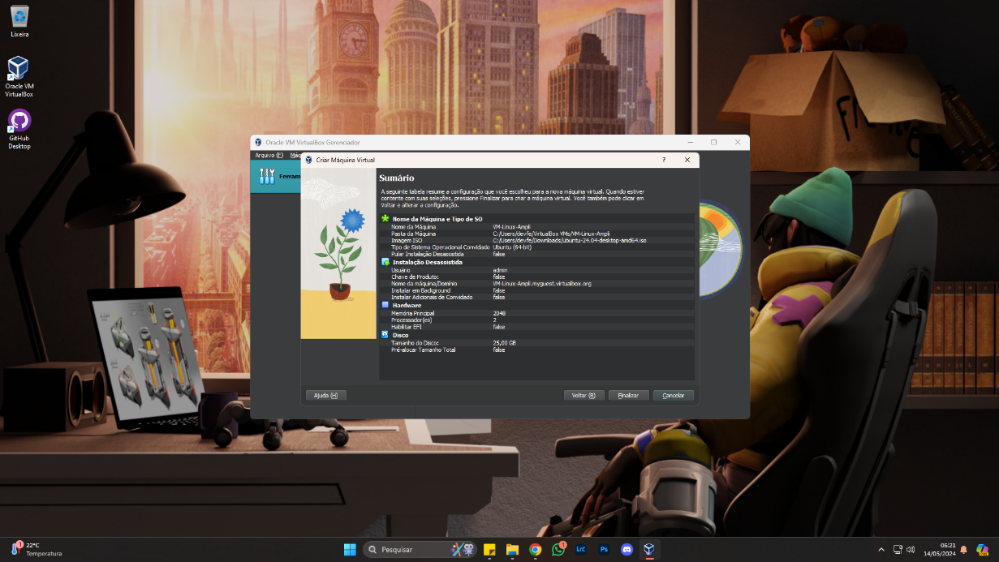 Lixeira
Oracle VM
VirtualBox
GitHub
Desktop
Oracle VM VirtualBox Gerenciador
Arquivo (F)
Criar Máquina Virtual
?
Sumário
A seguinte tabela resume a configuração que você escolheu para a nova máquina virtual. Quando estiver
contente com suas seleções, pressione Finalizar para criar a máquina virtual. Você também pode clicar em
Voltar e alterar a configuração.
Nome da Máquina e Tipo de SO
Nome da Máquina VM-Linux-Ampli
Pasta da Máquina C:/Users/devfe/VirtualBox VMs/VM-Linux-Ampli
Imagem ISO C:/Users/devfe/Downloads/ubuntu-24.04-desktop-amd64.iso
Tipo de Sistema Operacional Convidado Ubuntu (64-bit)
Pular Instalação Desassistida false
Instalação Desassistida
Usuário admin
Chave de Produto: false
Nome da máquina/Domínio VM-Linux-Ampli.myguest.virtualbox.org
Instalar em Background false
Instalar Adicionais de Convidado false
Hardware
Memória Principal 2048
Processador(es) 2
Habilitar EFI false
Disco
Tamanho do Disco: 25,00 GB
Pré-alocar Tamanho Total false
Ajuda (H) Voltar (B) Finalizar Cancelar
1
22°C
Temperatura
Pesquisar
1
LrC
Ps
06:21
14/05/2024